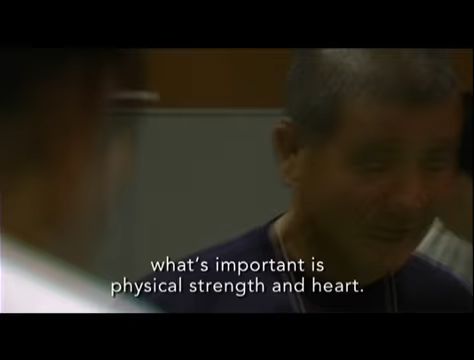 what's important is
physical strength and heart.